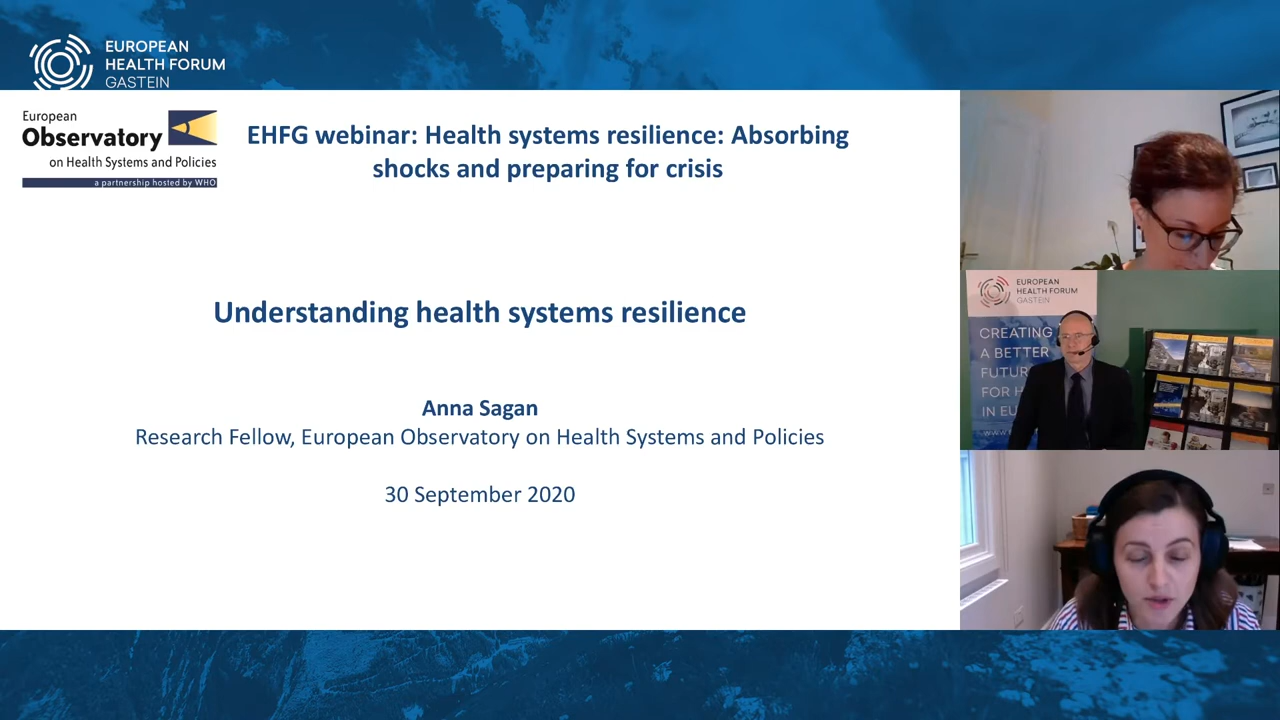 EUROPEAN
HEALTH FORUM
GASTEIN
European
Observatory
on Health Systems and Policies
a partnership hosted by WHO
EHFG webinar: Health systems resilience: Absorbing
shocks and preparing for crisis
Understanding health systems resilience
Anna Sagan
Research Fellow, European Observatory on Health Systems and Policies
30 September 2020
EUROPEAN
HEALTH FORUM
GASTEIN
CREATING
A BETTER
FUTUR
FOR H
IN EU